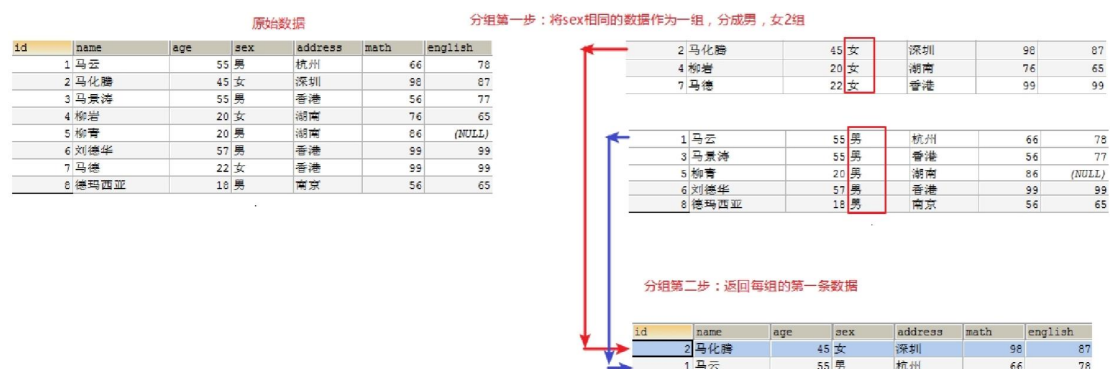 原始数据
id name age sex address math english
1 马云 55 男 杭州 66 78
2 马化腾 45 女 深圳 98 87
3 马景涛 55 男 香港 56 77
4 柳岩 20 女 湖南 76 65
5 柳青 20 男 湖南 86 (NULL)
6 刘德华 57 男 香港 99 99
7 马德 22 女 香港 99 99
8 德玛西亚 18 男 南京 56 65
分组第一步：将sex相同的数据作为一组，分成男，女2组
2 马化腾 45 女 深圳 98 87
4 柳岩 20 女 湖南 76 65
7 马德 22 女 香港 99 99
1 马云 55 男 杭州 66 78
3 马景涛 55 男 香港 56 77
5 柳青 20 男 湖南 86 (NULL)
6 刘德华 57 男 香港 99 99
8 德玛西亚 18 男 南京 56 65
分组第二步：返回每组的第一条数据
id name age sex address math english
2 马化腾 45 女 深圳 98 87
1 马云 55 男 杭州 66 78